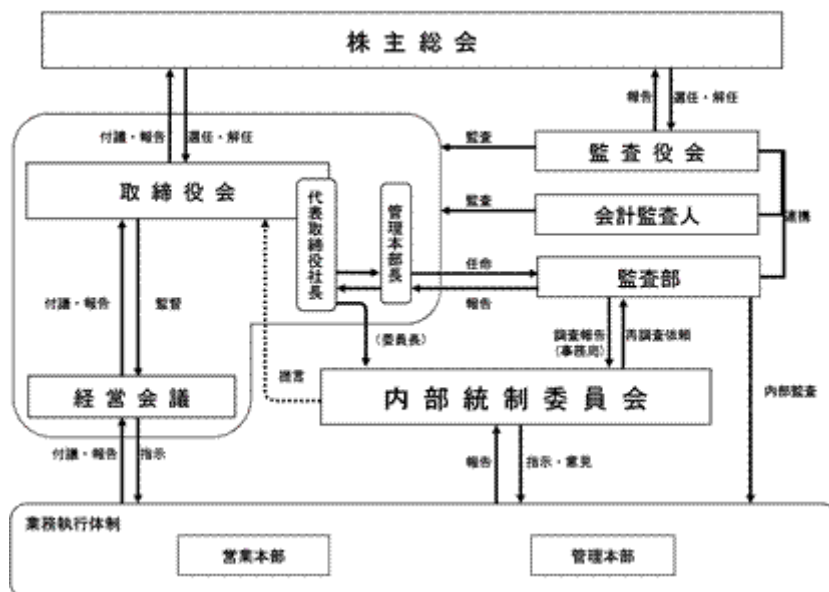 株主総会
付議・報告
選任・解任
報告
選任・解任
監査
監査役会
取締役会
代表取締役社長
管理本部長
監査
会計監査人
連携
任命
監査部
報告
付議・報告
監督
(委員長)
調査報告
(事務局)
再調査依頼
提言
経営会議
内部統制委員会
内部監査
付議・報告
指示
報告
指示・意見
業務執行体制
営業本部
管理本部